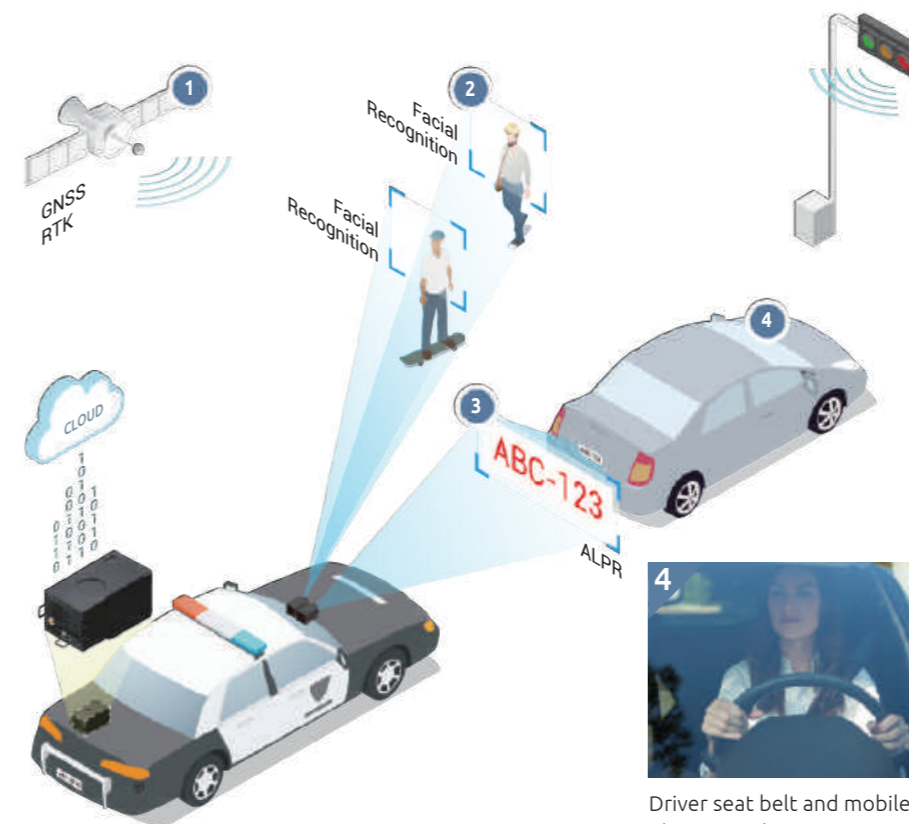 1
GNSS
RTK
2
Facial
Recognition
Facial
Recognition
4
3
ABC-123
ALPR
CLOUD
4
Driver seat belt and mobile